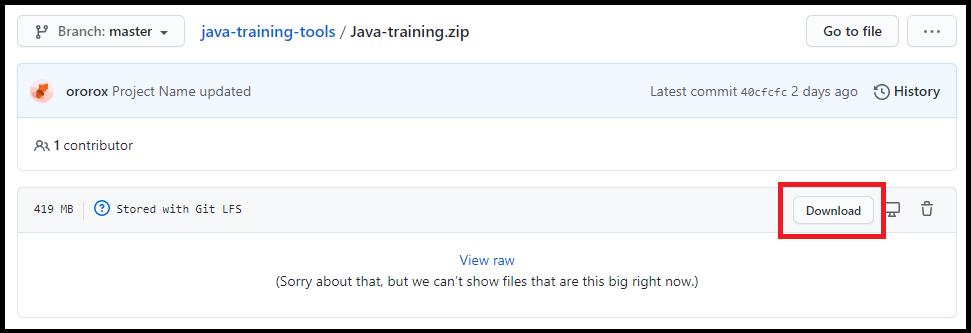 Branch: master java-training-tools / Java-training.zip Go to file ...
ororox Project Name updated Latest commit 40cfcfc 2 days ago History
1 contributor
419 MB ? Stored with Git LFS Download
View raw
(Sorry about that, but we can't show files that are this big right now.)